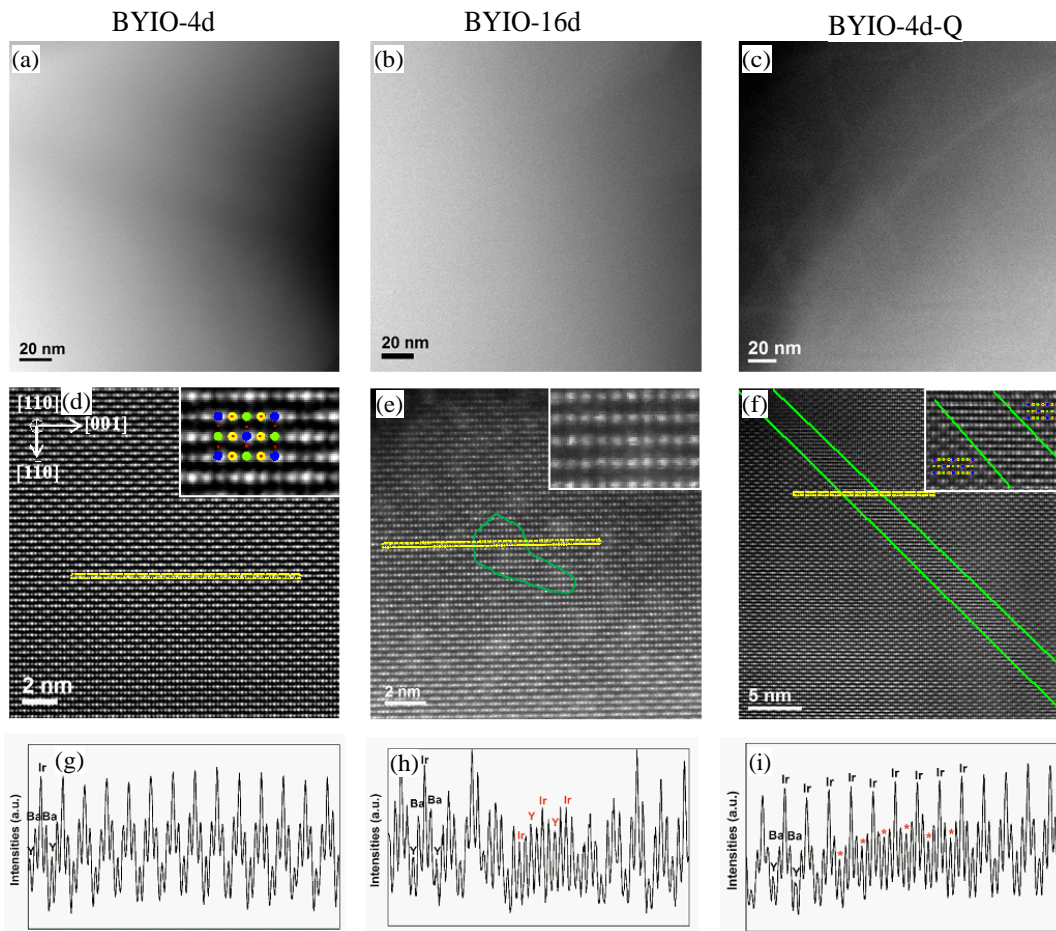 BYIO-4d BYIO-16d BYIO-4d-Q
(a) (b) (c)
20 nm 20 nm 20 nm
(d) (e) (f)
[110]
[001]
[110]
2 nm 2 nm 5 nm
(g) (h) (i)
Intensities (a.u.)
Ir
Ba Ba
Y Y
Intensities (a.u.)
Ir
Ba Ba
Y Y
Ir Y Ir Y Ir
Intensities (a.u.)
Ir Ir Ir Ir Ir Ir Ir Ir Ir
Ba Ba
Y Y
* * * * * *